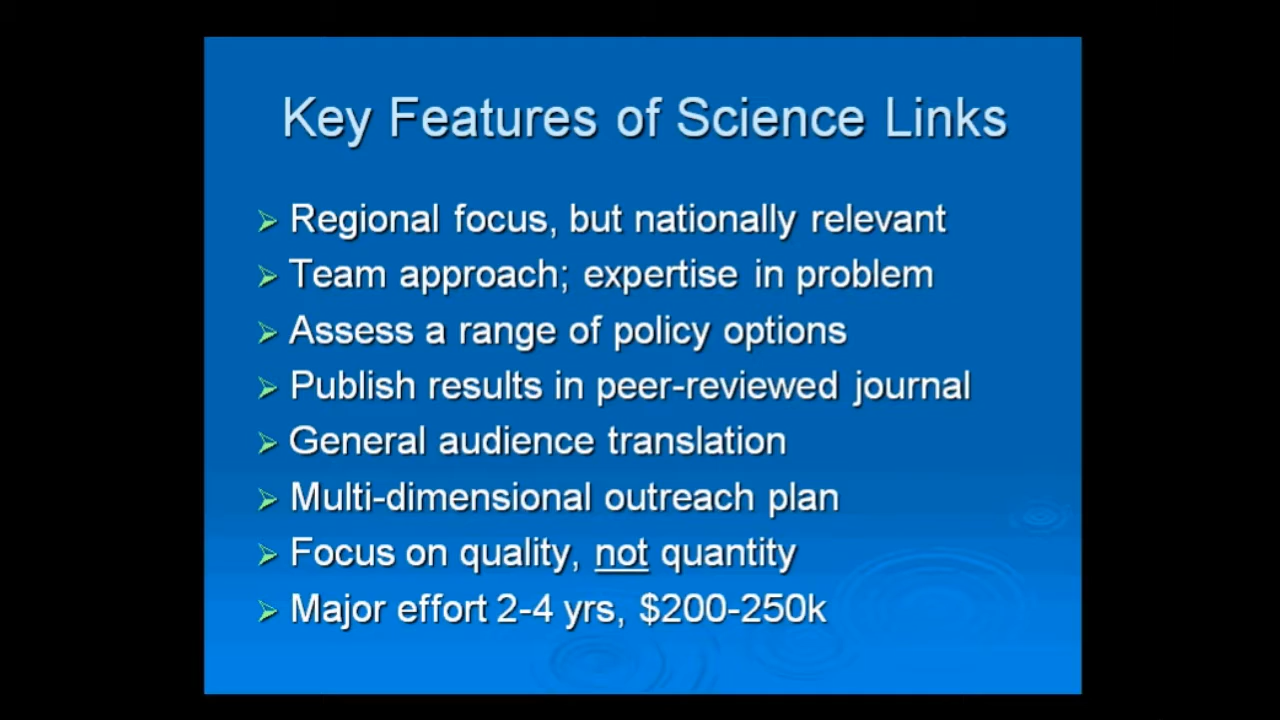 Key Features of Science Links
Regional focus, but nationally relevant
Team approach; expertise in problem
Assess a range of policy options
Publish results in peer-reviewed journal
General audience translation
Multi-dimensional outreach plan
Focus on quality, not quantity
Major effort 2-4 yrs, $200-250k